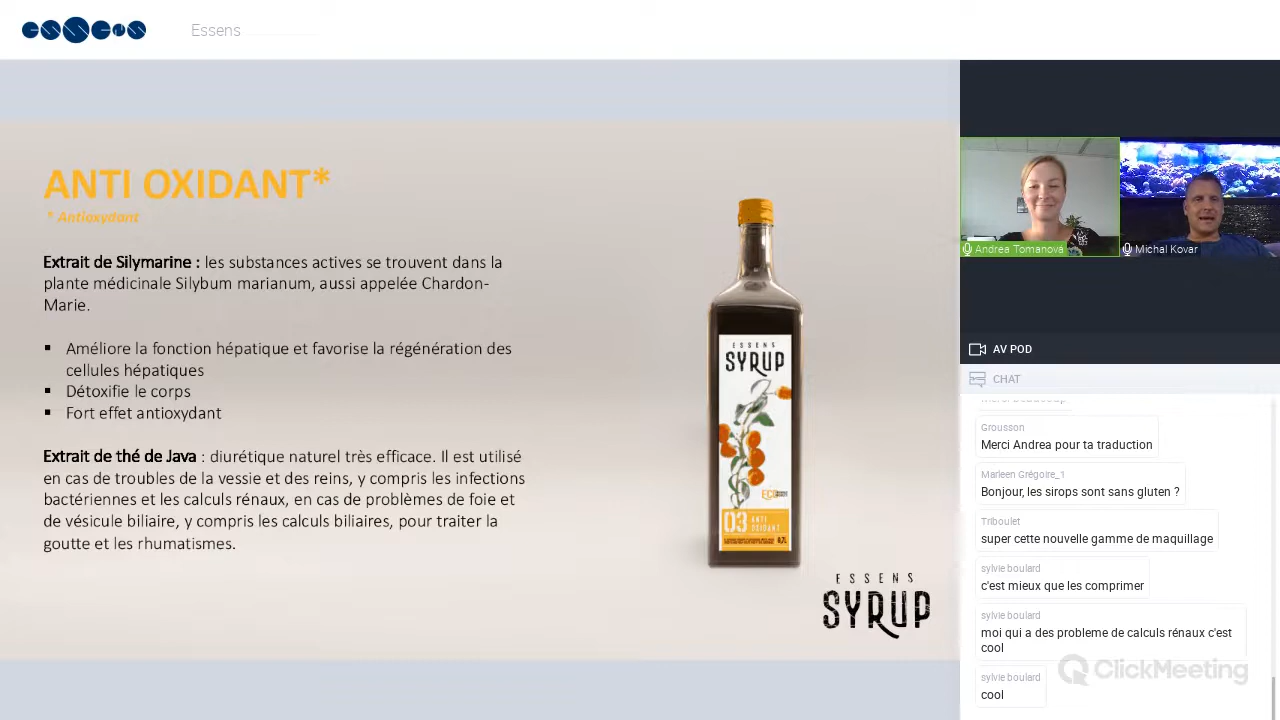 essens
Essens
ANTI OXIDANT*
* Antioxydant
Extrait de Silymarine : les substances actives se trouvent dans la
plante médicinale Silybum marianum, aussi appelée Chardon-
Marie.
▪ Améliore la fonction hépatique et favorise la régénération des
cellules hépatiques
▪ Détoxifie le corps
▪ Fort effet antioxydant
Extrait de thé de Java : diurétique naturel très efficace. Il est utilisé
en cas de troubles de la vessie et des reins, y compris les infections
bactériennes et les calculs rénaux, en cas de problèmes de foie et
de vésicule biliaire, y compris les calculs biliaires, pour traiter la
goutte et les rhumatismes.
ESSENS
SYRUP
ECO
03 ANTI
OXIDANT
0,7L
ESSENS
SYRUP
Andrea Tomanová
Michal Kovar
AV POD
CHAT
Merci beaucoup
Grousson
Merci Andrea pour ta traduction
Marleen Grégoire_1
Bonjour, les sirops sont sans gluten ?
Triboulet
super cette nouvelle gamme de maquillage
sylvie boulard
c'est mieux que les comprimer
sylvie boulard
moi qui a des probleme de calculs rénaux c'est
cool
sylvie boulard
cool
ClickMeeting